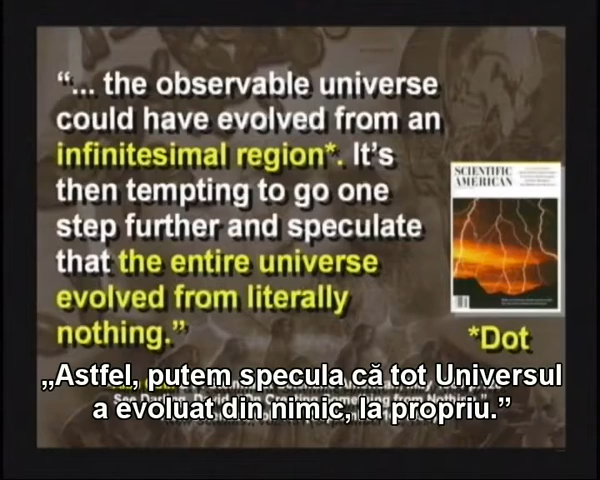 “... the observable universe
could have evolved from an
infinitesimal region*. It’s
then tempting to go one
step further and speculate
that the entire universe
evolved from literally
nothing.”
SCIENTIFIC
AMERICAN
*Dot
„Astfel, putem specula că tot Universul
a evoluat din nimic, la propriu.”